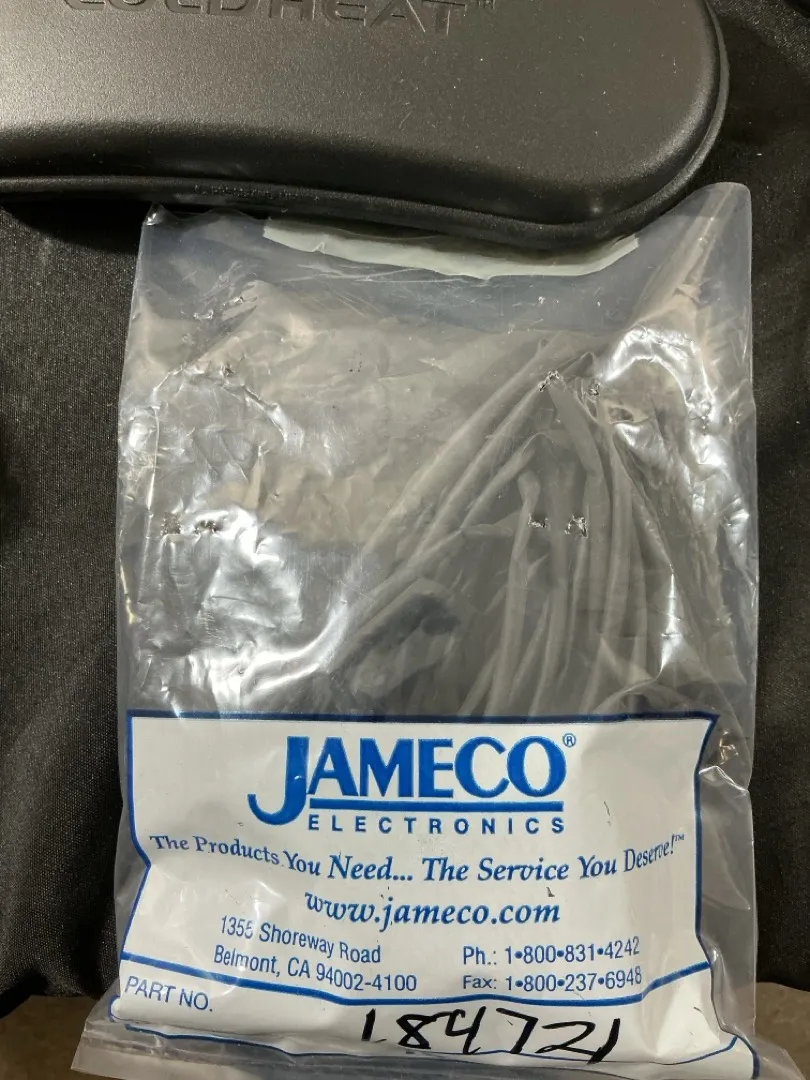 COLDHEAT™
JAMECO®
ELECTRONICS
The Products You Need... The Service You Deserve!™
www.jameco.com
1355 Shoreway Road
Belmont, CA 94002-4100
Ph.: 1•800•831•4242
Fax: 1•800•237•6948
PART NO.
184721